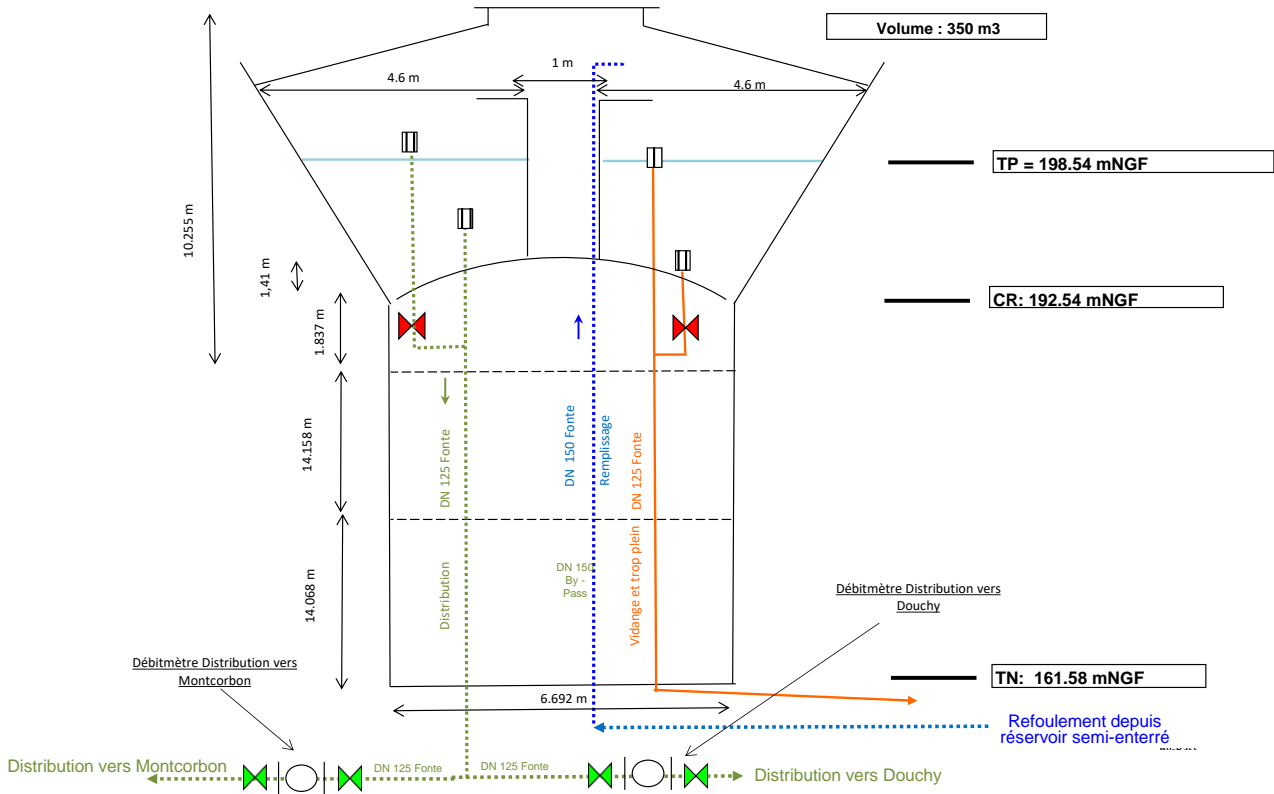 Volume : 350 m3
1 m
4.6 m
4.6 m
TP = 198.54 mNGF
10.255 m
1,41 m
CR: 192.54 mNGF
1.837 m
14.158 m
DN 125 Fonte
DN 150 Fonte
Remplissage
DN 125 Fonte
14.068 m
Distribution
DN 150
By -
Pass
Vidange et trop plein
Débitmètre Distribution vers
Douchy
Débitmètre Distribution vers
Montcorbon
TN: 161.58 mNGF
6.692 m
Refoulement depuis
réservoir semi-enterré
Distribution vers Montcorbon
DN 125 Fonte
DN 125 Fonte
Distribution vers Douchy